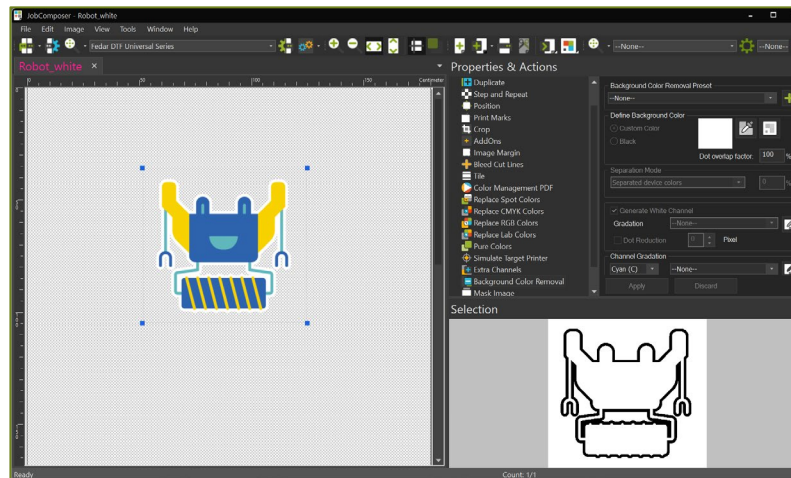 JobComposer - Robot_white
File Edit Image View Tools Window Help
Fedar DTF Universal Series
--None--
--None--
Robot_white ×
Properties & Actions
0 50 100 150 Centimeter
Duplicate
Step and Repeat
Position
Print Marks
Crop
AddOns
Image Margin
Bleed Cut Lines
Tile
Color Management PDF
Replace Spot Colors
Replace CMYK Colors
Replace RGB Colors
Replace Lab Colors
Pure Colors
Simulate Target Printer
Extra Channels
Background Color Removal
Mask Image
Background Color Removal Preset
--None--
Define Background Color
Custom Color
Black
Dot overlap factor: 100 %
Separation Mode
Separated device colors 0 %
Generate White Channel
Gradation --None--
Dot Reduction 0 Pixel
Channel Gradation
Cyan (C) --None--
Apply Discard
Selection
Ready Count: 1/1